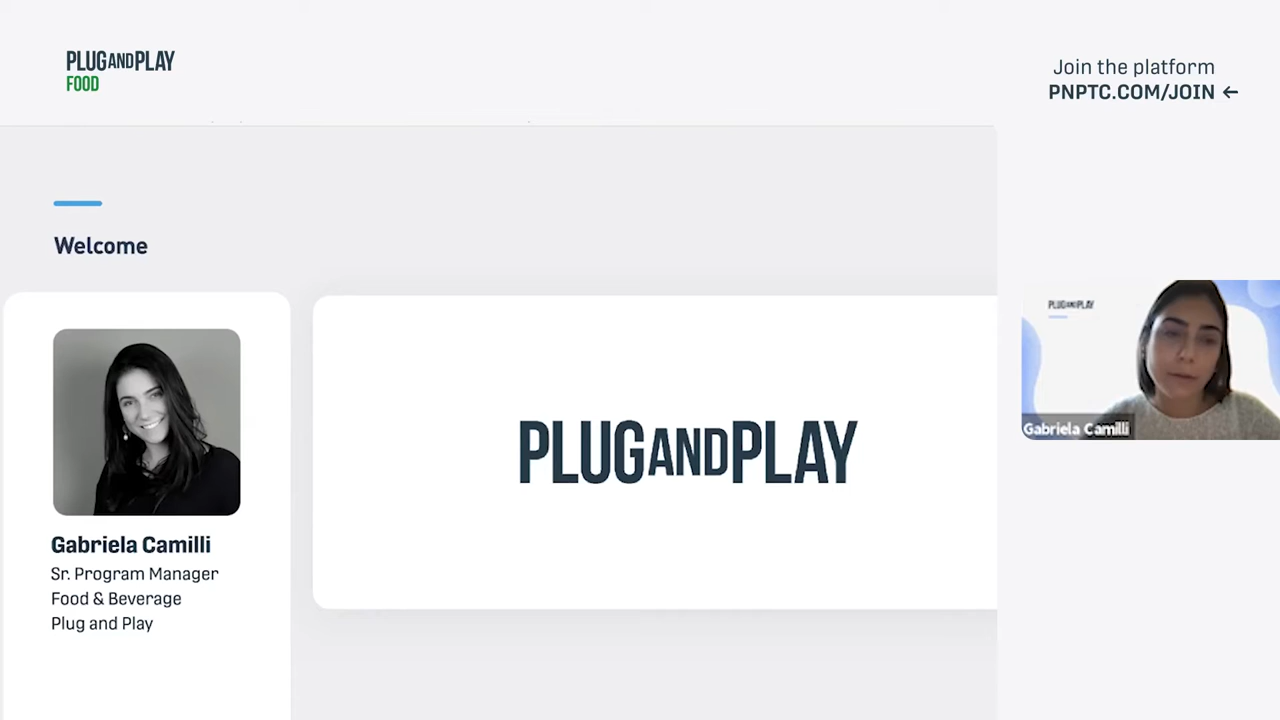 PLUGANDPLAY
FOOD
Join the platform
PNPTC.COM/JOIN ←
Welcome
PLUGANDPLAY
PLUGANDPLAY
Gabriela Camilli
Gabriela Camilli
Sr. Program Manager
Food & Beverage
Plug and Play